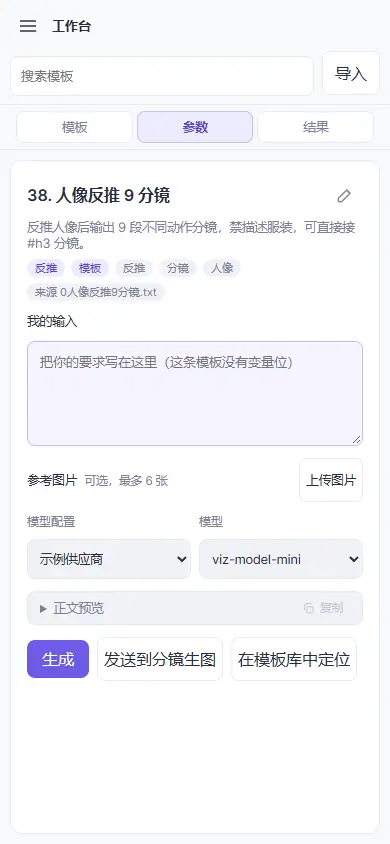 工作台
搜索模板
导入
模板
参数
结果
38. 人像反推 9 分镜
反推人像后输出 9 段不同动作分镜，禁描述服装，可直接接
#h3 分镜。
反推
模板
反推
分镜
人像
来源 0人像反推9分镜.txt
我的输入
把你的要求写在这里（这条模板没有变量位）
参考图片 可选，最多 6 张
上传图片
模型配置
模型
示例供应商
viz-model-mini
正文预览
复制
生成
发送到分镜生图
在模板库中定位